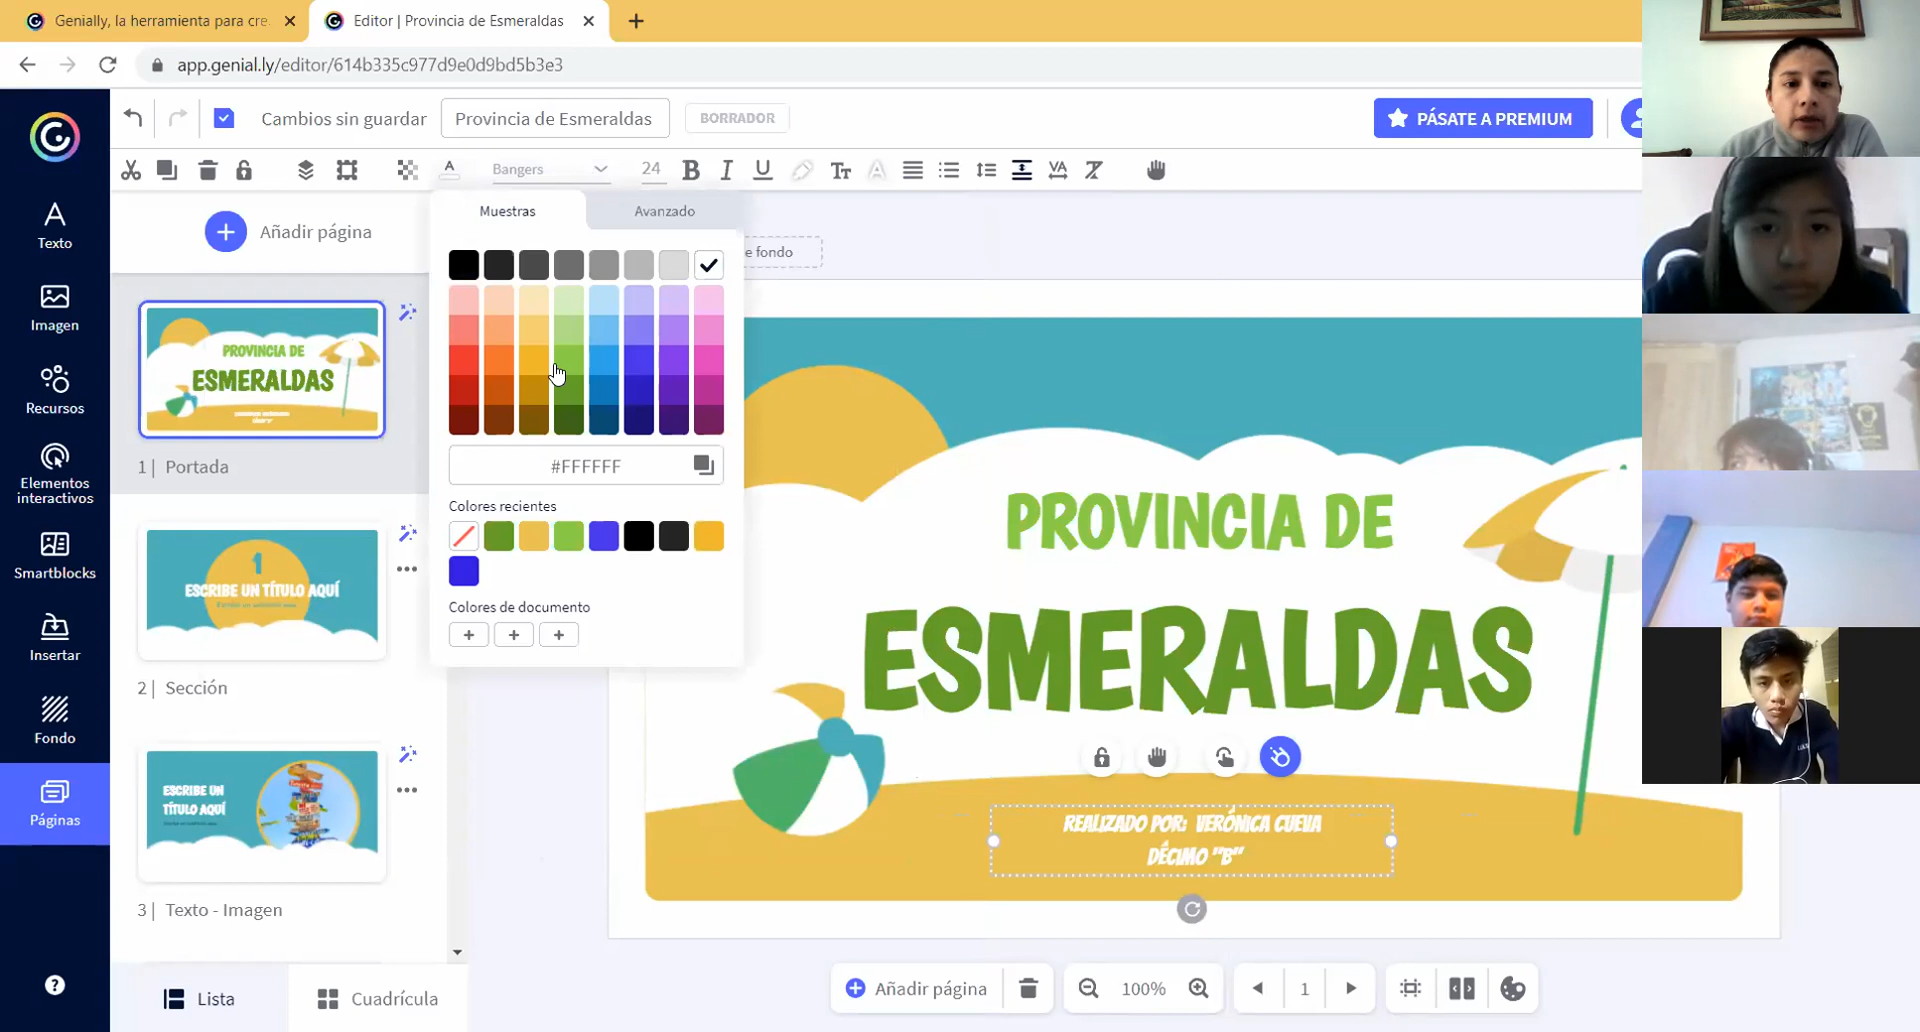 Genially, la herramienta para cre
Editor | Provincia de Esmeraldas
app.genial.ly/editor/614b335c977d9e0d9bd5b3e3
Cambios sin guardar
Provincia de Esmeraldas
BORRADOR
PÁSATE A PREMIUM
Bangers
24
Texto
Imagen
Recursos
Elementos
interactivos
Smartblocks
Insertar
Fondo
Páginas
Añadir página
PROVINCIA DE
ESMERALDAS
1 | Portada
1
ESCRIBE UN TÍTULO AQUÍ
2 | Sección
ESCRIBE UN
TÍTULO AQUÍ
3 | Texto - Imagen
Lista
Cuadrícula
Muestras
Avanzado
#FFFFFF
Colores recientes
Colores de documento
e fondo
PROVINCIA DE
ESMERALDAS
REALIZADO POR: VERÓNICA CUEVA
DÉCIMO "B"
Añadir página
100%
1